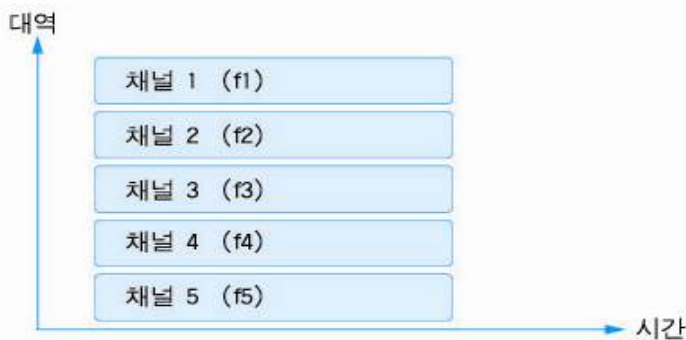 대역
채널 1 (f1)
채널 2 (f2)
채널 3 (f3)
채널 4 (f4)
채널 5 (f5)
시간